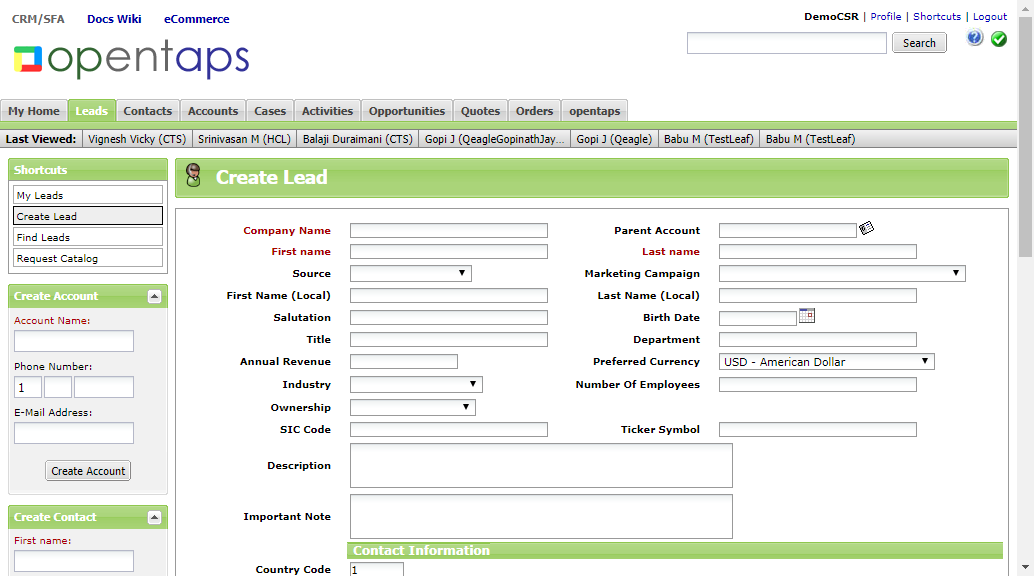 CRM/SFA Docs Wiki eCommerce
DemoCSR | Profile | Shortcuts | Logout
opentaps
Search
My Home Leads Contacts Accounts Cases Activities Opportunities Quotes Orders opentaps
Last Viewed: Vignesh Vicky (CTS) Srinivasan M (HCL) Balaji Duraimani (CTS) Gopi J (QeagleGopinathJay... Gopi J (Qeagle) Babu M (TestLeaf) Babu M (TestLeaf)
Shortcuts
My Leads
Create Lead
Find Leads
Request Catalog
Create Account
Account Name:
Phone Number:
1
E-Mail Address:
Create Account
Create Contact
First name:
Create Lead
Company Name Parent Account
First name Last name
Source Marketing Campaign
First Name (Local) Last Name (Local)
Salutation Birth Date
Title Department
Annual Revenue Preferred Currency USD - American Dollar
Industry Number Of Employees
Ownership
SIC Code Ticker Symbol
Description
Important Note
Contact Information
Country Code 1